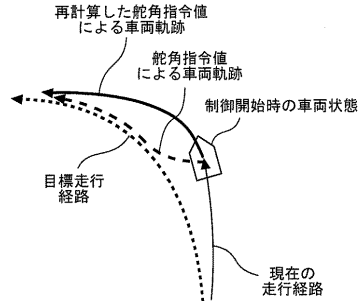 再計算した舵角指令値
による車両軌跡
舵角指令値
による車両軌跡
制御開始時の車両状態
目標走行
経路
現在の
走行経路